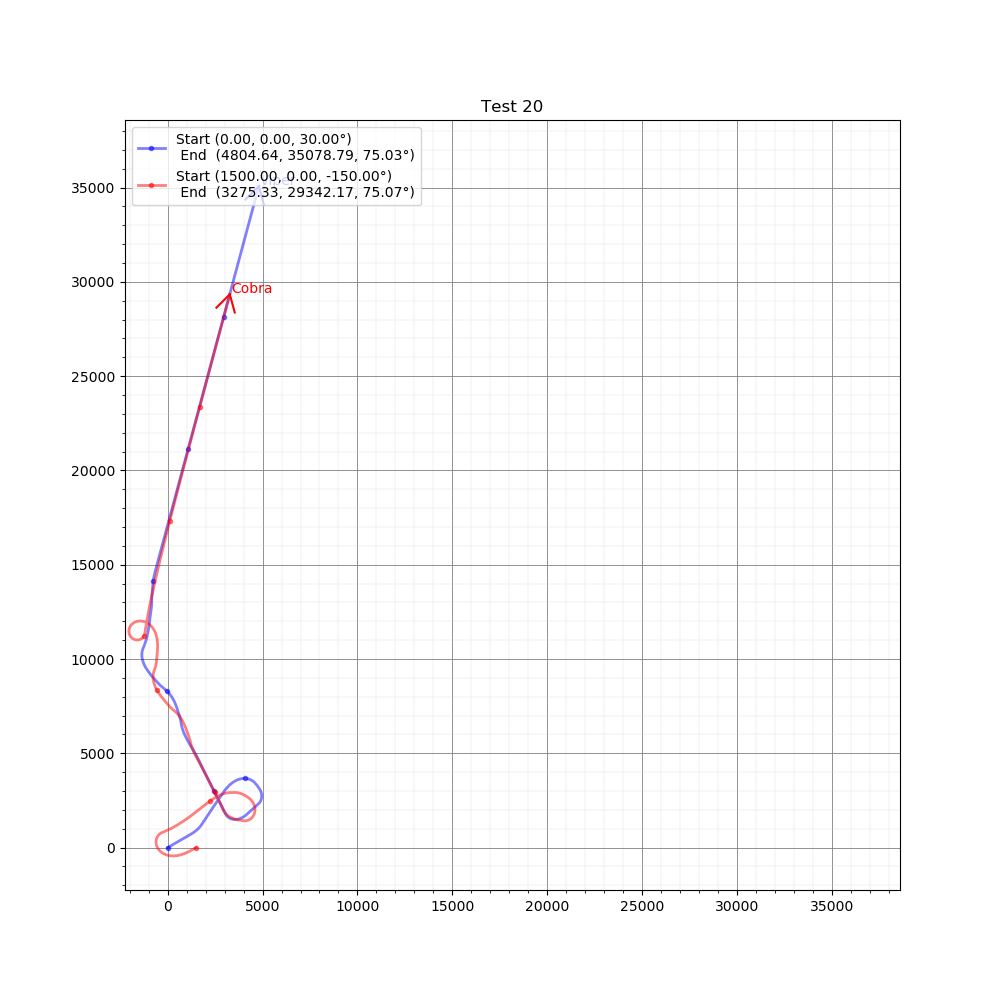 Test 20
Start (0.00, 0.00, 30.00°)
End (4804.64, 35078.79, 75.03°)
Start (1500.00, 0.00, -150.00°)
End (3275.33, 29342.17, 75.07°)
Cobra
35000
30000
25000
20000
15000
10000
5000
0
0 5000 10000 15000 20000 25000 30000 35000